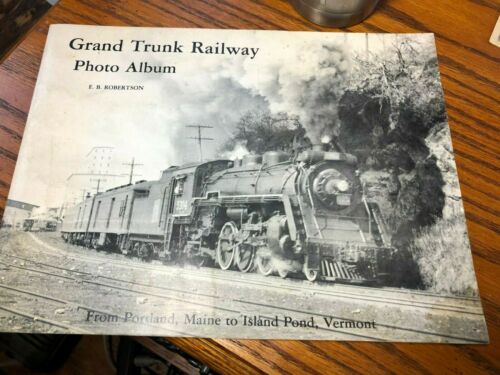 Grand Trunk Railway
Photo Album
E. B. ROBERTSON
From Portland, Maine to Island Pond, Vermont